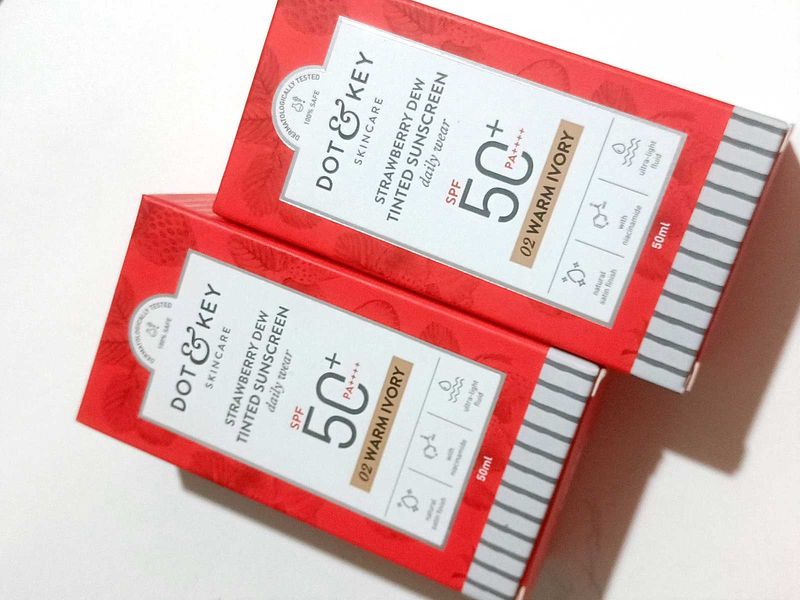 DERMATOLOGICALLY TESTED
100% SAFE
DOT & KEY
SKINCARE
STRAWBERRY DEW
TINTED SUNSCREEN
daily wear
SPF
50+
PA++++
02 WARM IVORY
natural
satin finish
with
niacinamide
ultra-light
fluid
50ml
DERMATOLOGICALLY TESTED
100% SAFE
DOT & KEY
SKINCARE
STRAWBERRY DEW
TINTED SUNSCREEN
daily wear
SPF
50+
PA++++
02 WARM IVORY
natural
satin finish
with
niacinamide
ultra-light
fluid
50ml